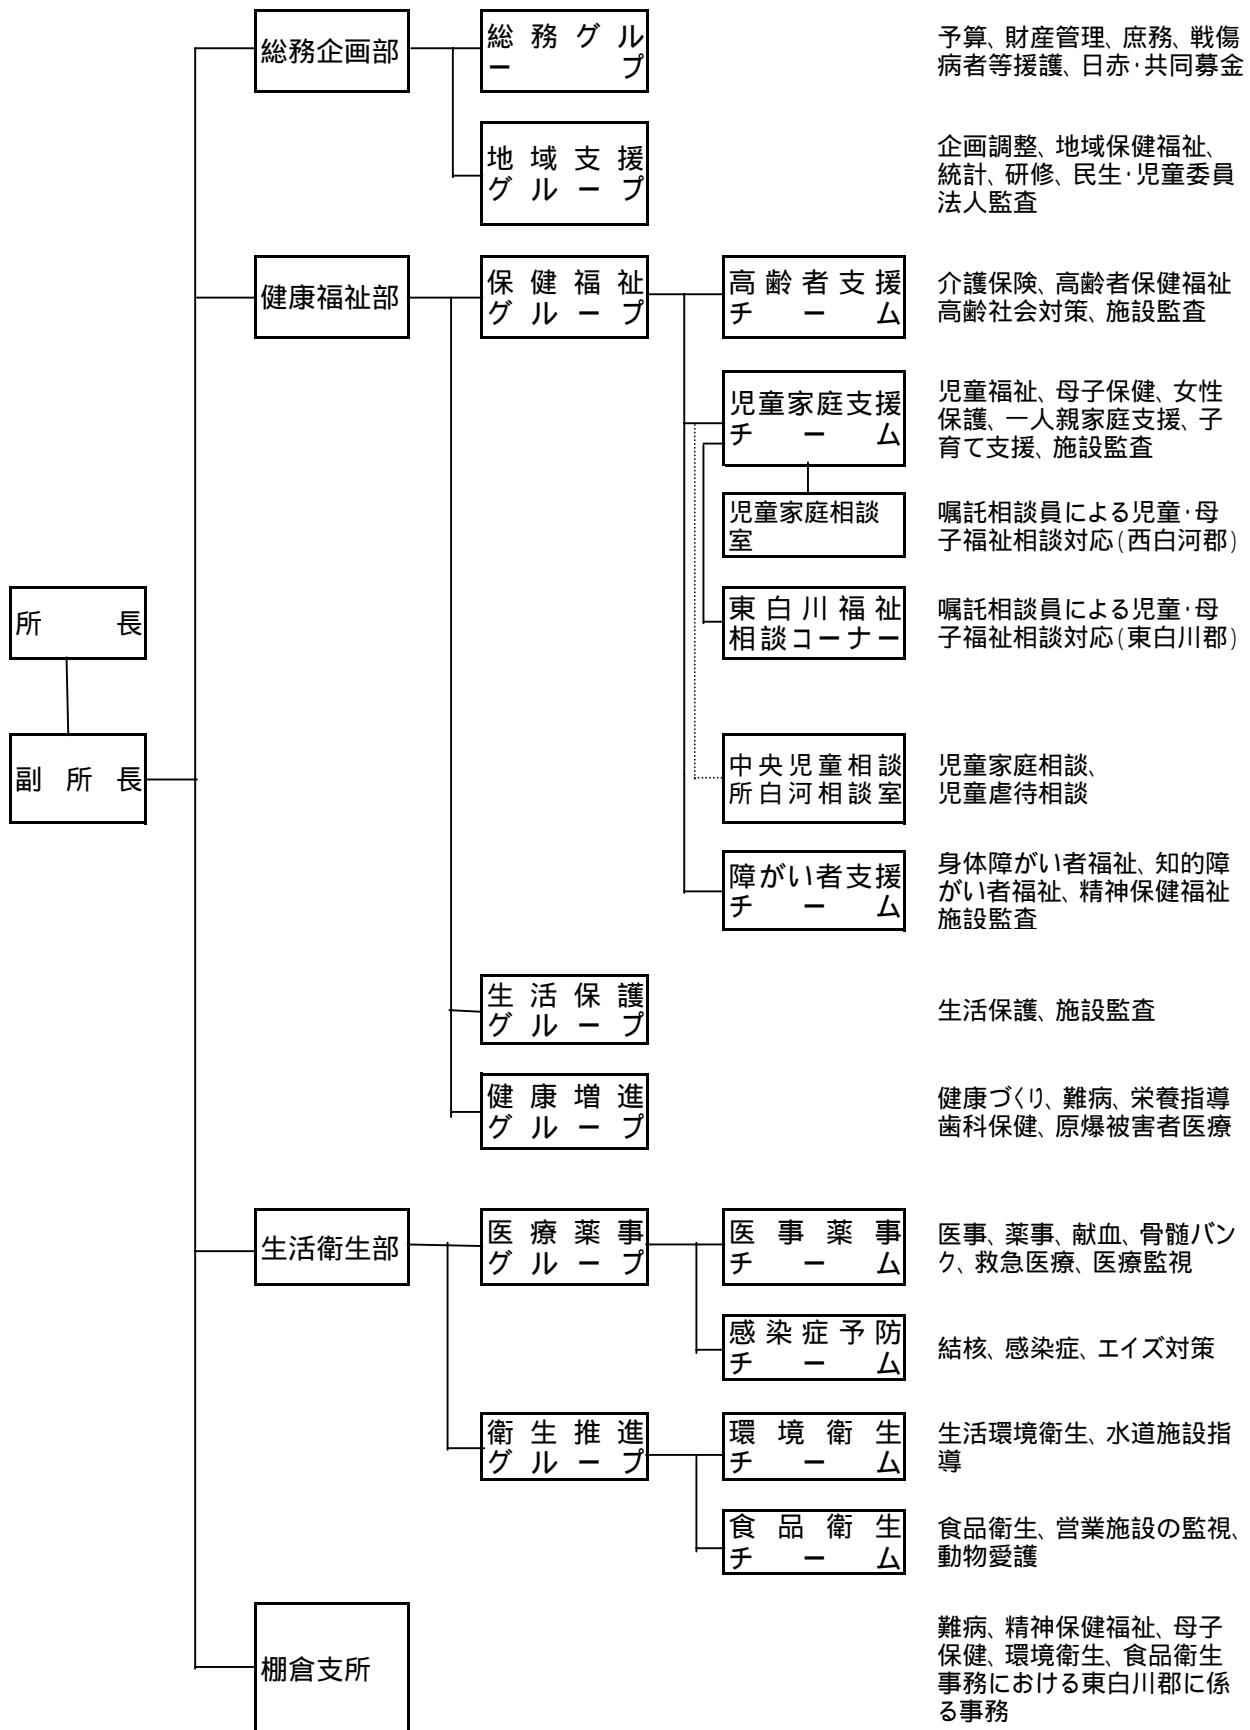 総務企画部
総務グル
ープ
予算、財産管理、庶務、戦傷
病者等援護、日赤・共同募金
地域支援
グループ
企画調整、地域保健福祉、
統計、研修、民生・児童委員
法人監査
健康福祉部
保健福祉
グループ
高齢者支援
チーム
介護保険、高齢者保健福祉
高齢社会対策、施設監査
児童家庭支援
チーム
児童福祉、母子保健、女性
保護、一人親家庭支援、子
育て支援、施設監査
児童家庭相談
室
嘱託相談員による児童・母
子福祉相談対応(西白河郡)
所長
東白川福祉
相談コーナー
嘱託相談員による児童・母
子福祉相談対応(東白川郡)
副所長
中央児童相談
所白河相談室
児童家庭相談、
児童虐待相談
障がい者支援
チーム
身体障がい者福祉、知的障
がい者福祉、精神保健福祉
施設監査
生活保護
グループ
生活保護、施設監査
健康増進
グループ
健康づくり、難病、栄養指導
歯科保健、原爆被害者医療
生活衛生部
医療薬事
グループ
医事薬事
チーム
医事、薬事、献血、骨髄バン
ク、救急医療、医療監視
感染症予防
チーム
結核、感染症、エイズ対策
衛生推進
グループ
環境衛生
チーム
生活環境衛生、水道施設指
導
食品衛生
チーム
食品衛生、営業施設の監視、
動物愛護
棚倉支所
難病、精神保健福祉、母子
保健、環境衛生、食品衛生
事務における東白川郡に係
る事務